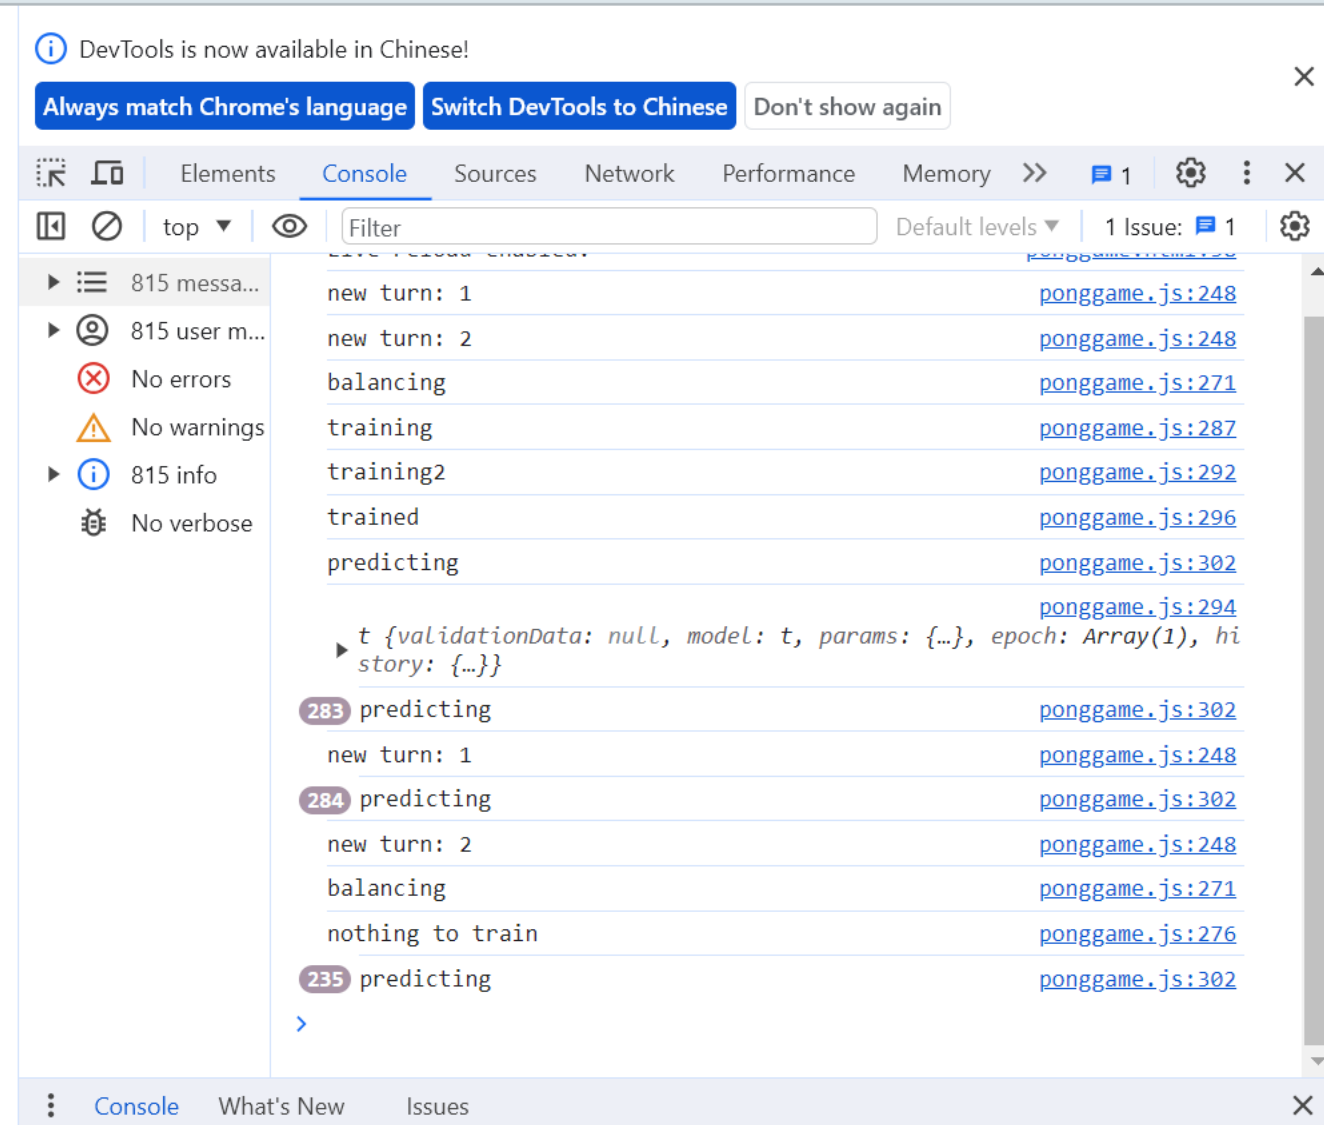 DevTools is now available in Chinese!
Always match Chrome's language Switch DevTools to Chinese Don't show again
Elements Console Sources Network Performance Memory 1
top Filter Default levels 1 Issue: 1
815 messa...
815 user m...
No errors
No warnings
815 info
No verbose
Live reload enabled. ponggame.html:58
new turn: 1 ponggame.js:248
new turn: 2 ponggame.js:248
balancing ponggame.js:271
training ponggame.js:287
training2 ponggame.js:292
trained ponggame.js:296
predicting ponggame.js:302
ponggame.js:294
t {validationData: null, model: t, params: {…}, epoch: Array(1), hi
story: {…}}
283 predicting ponggame.js:302
new turn: 1 ponggame.js:248
284 predicting ponggame.js:302
new turn: 2 ponggame.js:248
balancing ponggame.js:271
nothing to train ponggame.js:276
235 predicting ponggame.js:302
Console What's New Issues